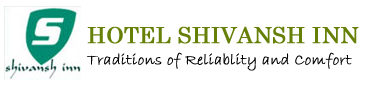 S
shivansh inn
HOTEL SHIVANSH INN
Traditions of Reliablity and Comfort